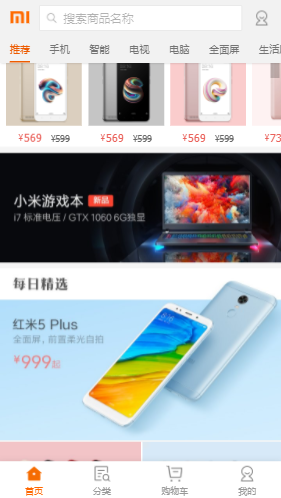 搜索商品名称
推荐 手机 智能 电视 电脑 全面屏 生活
¥569 ¥599 ¥569 ¥599 ¥569 ¥599
小米游戏本 新品
i7 标准电压 / GTX 1060 6G独显
每日精选
红米5 Plus
全面屏，前置柔光自拍
¥999起
首页 分类 购物车 我的